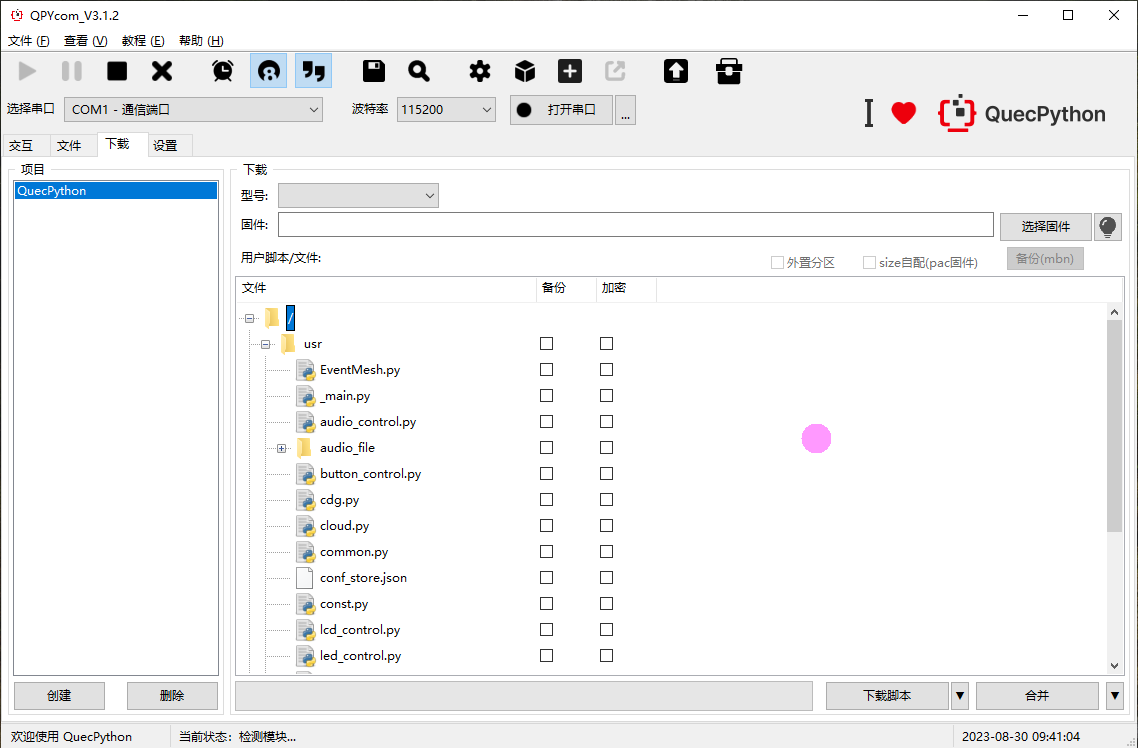 QPYcom_V3.1.2
文件 (F) 查看 (V) 教程 (E) 帮助 (H)
选择串口 COM1 - 通信端口 波特率 115200 打开串口 ... QuecPython
交互 文件 下载 设置
项目 下载
QuecPython
型号:
固件: 选择固件
用户脚本/文件: 外置分区 size自配(pac固件) 备份(mbn)
文件 备份 加密
/
usr
EventMesh.py
_main.py
audio_control.py
audio_file
button_control.py
cdg.py
cloud.py
common.py
conf_store.json
const.py
lcd_control.py
led_control.py
创建 删除 下载脚本 合并
欢迎使用 QuecPython 当前状态: 检测模块... 2023-08-30 09:41:04